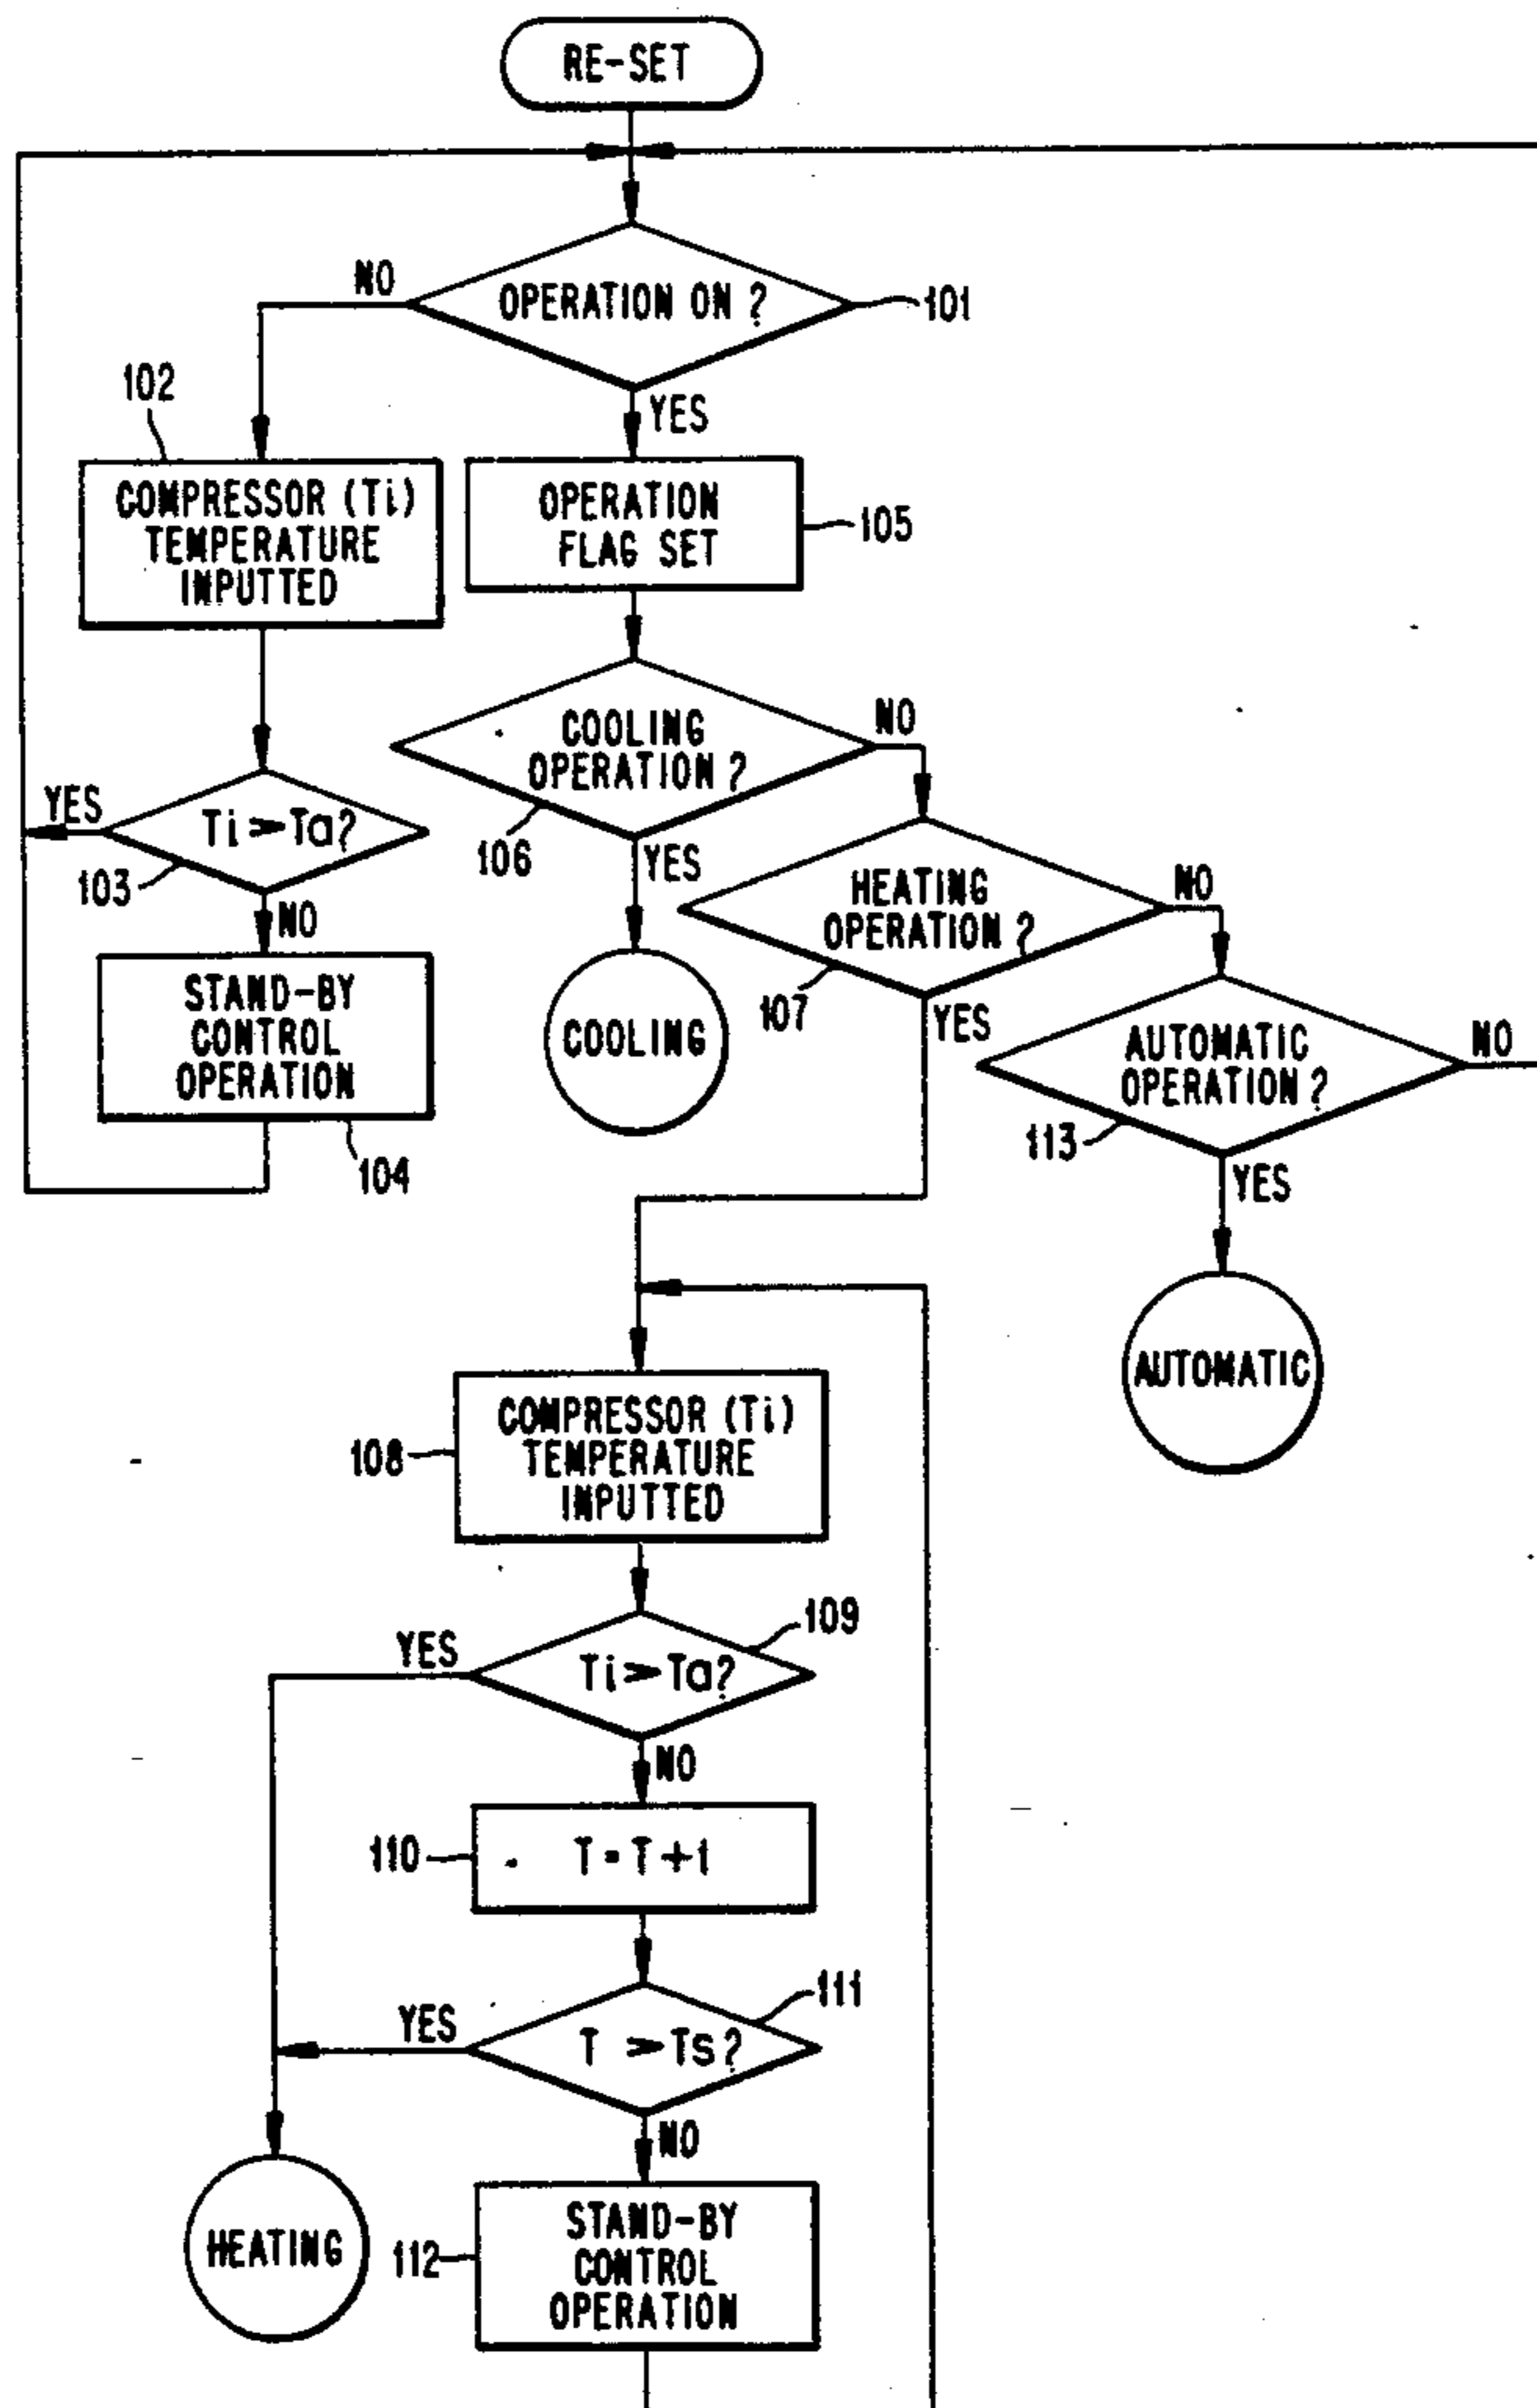 RE-SET
NO
OPERATION ON ?
101
102
YES
COMPRESSOR (Ti)
TEMPERATURE
INPUTTED
OPERATION
FLAG SET
105
COOLING
OPERATION ?
NO
106
YES
YES
Ti > Ta?
103
NO
HEATING
OPERATION ?
NO
107
YES
STAND-BY
CONTROL
OPERATION
104
COOLING
AUTOMATIC
OPERATION ?
NO
113
YES
AUTOMATIC
COMPRESSOR (Ti)
TEMPERATURE
INPUTTED
108
109
YES
Ti > Ta?
NO
110
T = T + 1
111
YES
T > Ts?
NO
HEATING
STAND-BY
CONTROL
OPERATION
112